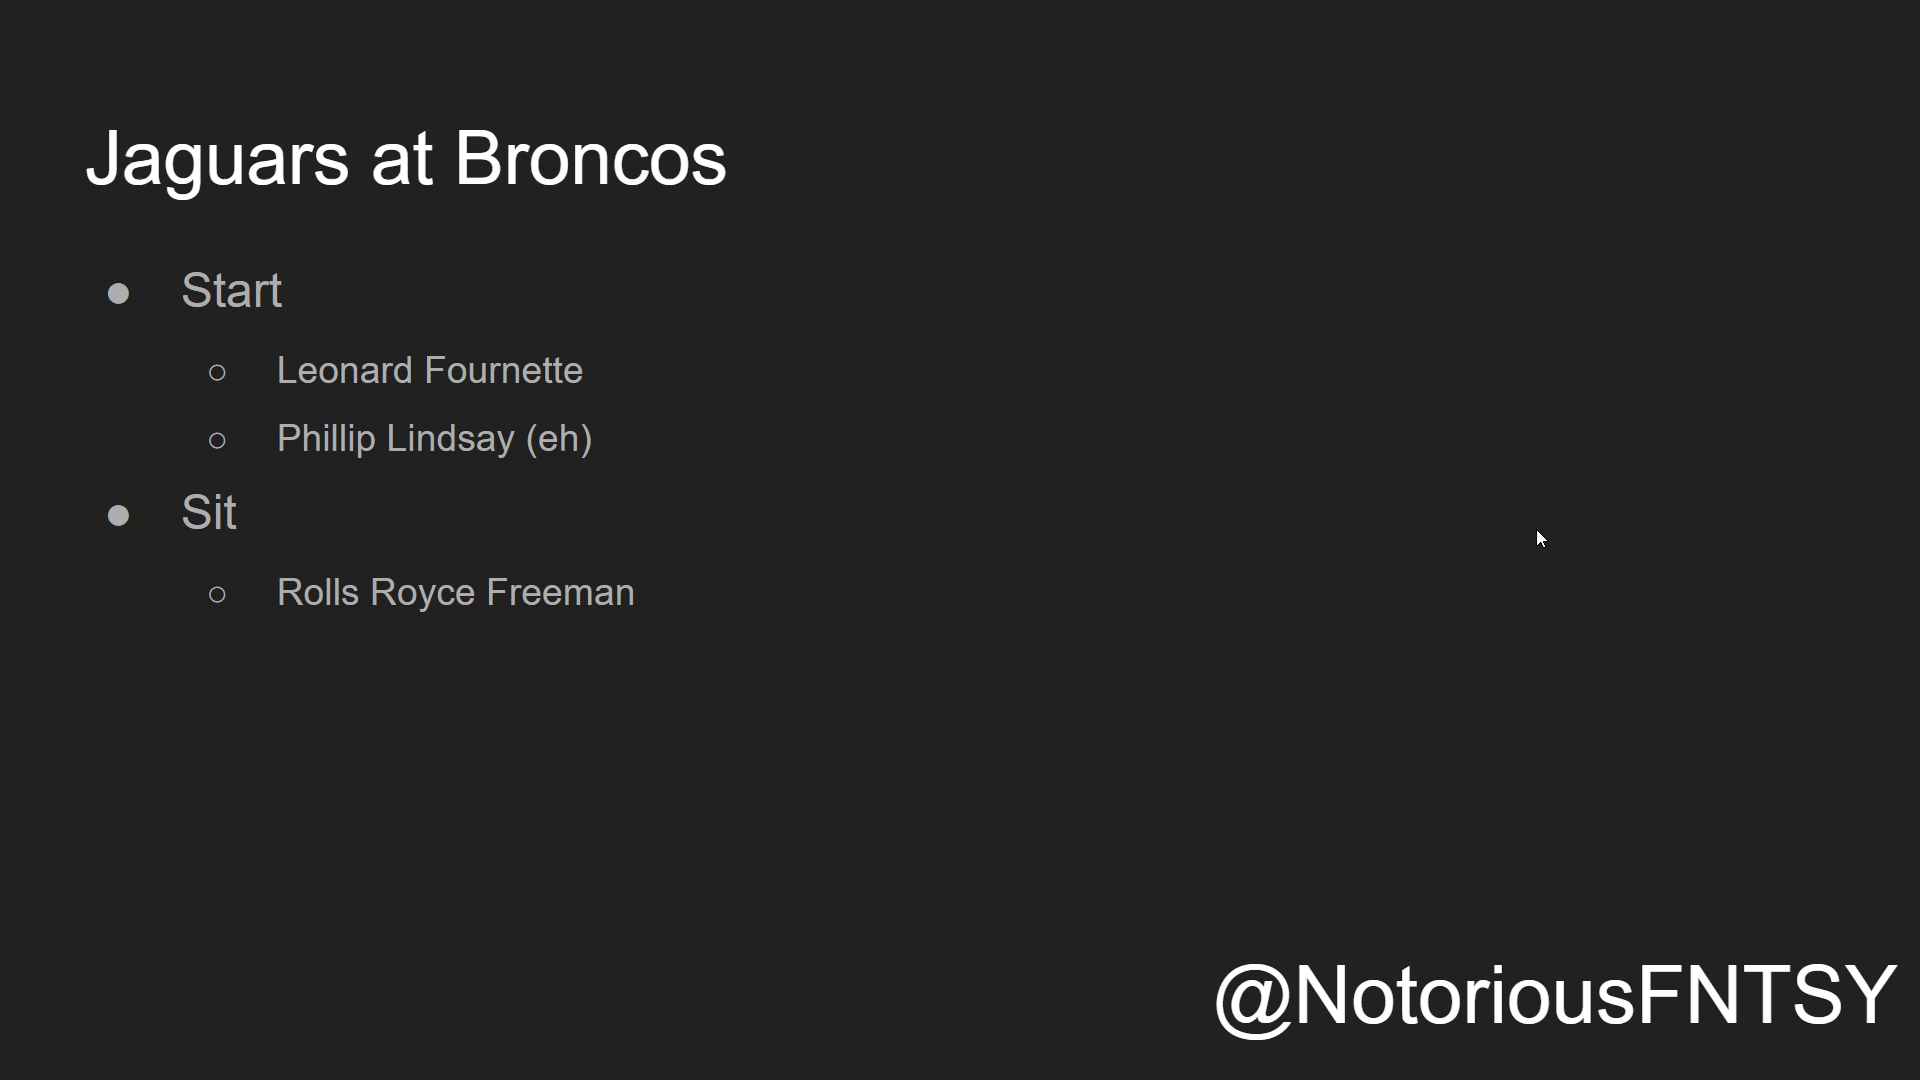 Jaguars at Broncos
● Start
○ Leonard Fournette
○ Phillip Lindsay (eh)
● Sit
○ Rolls Royce Freeman
@NotoriousFNTSY